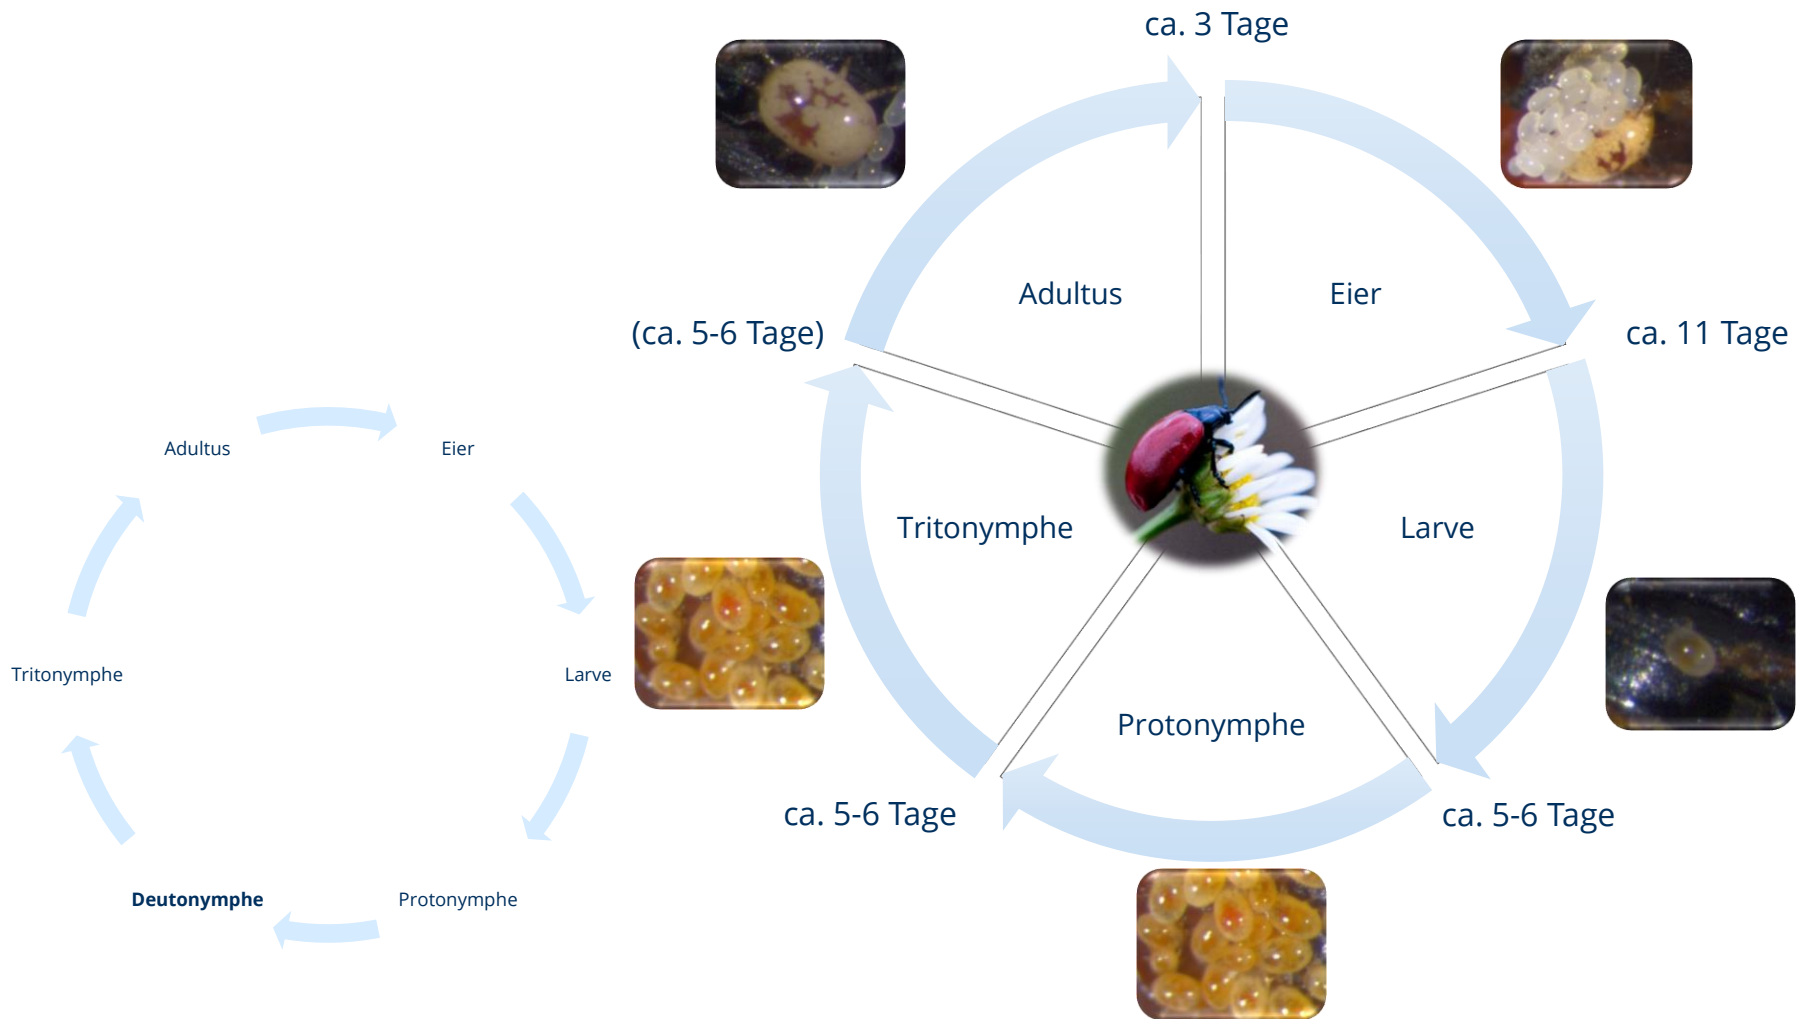 Adultus
Eier
Tritonymphe
Larve
Deutonymphe
Protonymphe
ca. 3 Tage
Adultus
Eier
(ca. 5-6 Tage)
ca. 11 Tage
Tritonymphe
Larve
Protonymphe
ca. 5-6 Tage
ca. 5-6 Tage